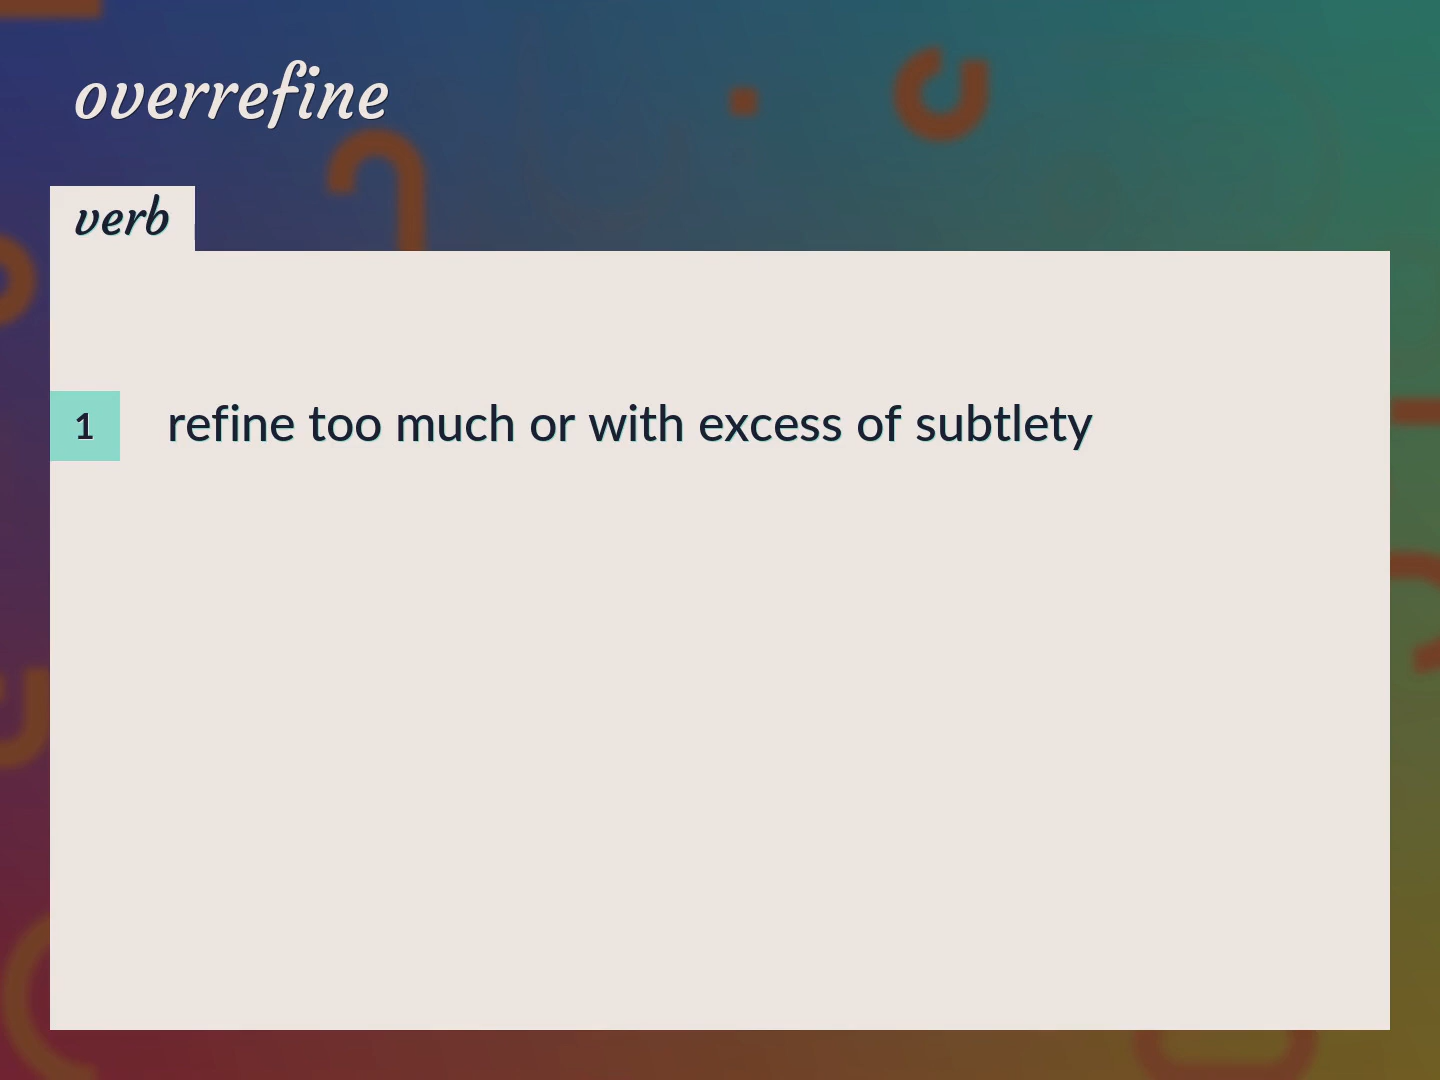 overrefine
verb
1 refine too much or with excess of subtlety